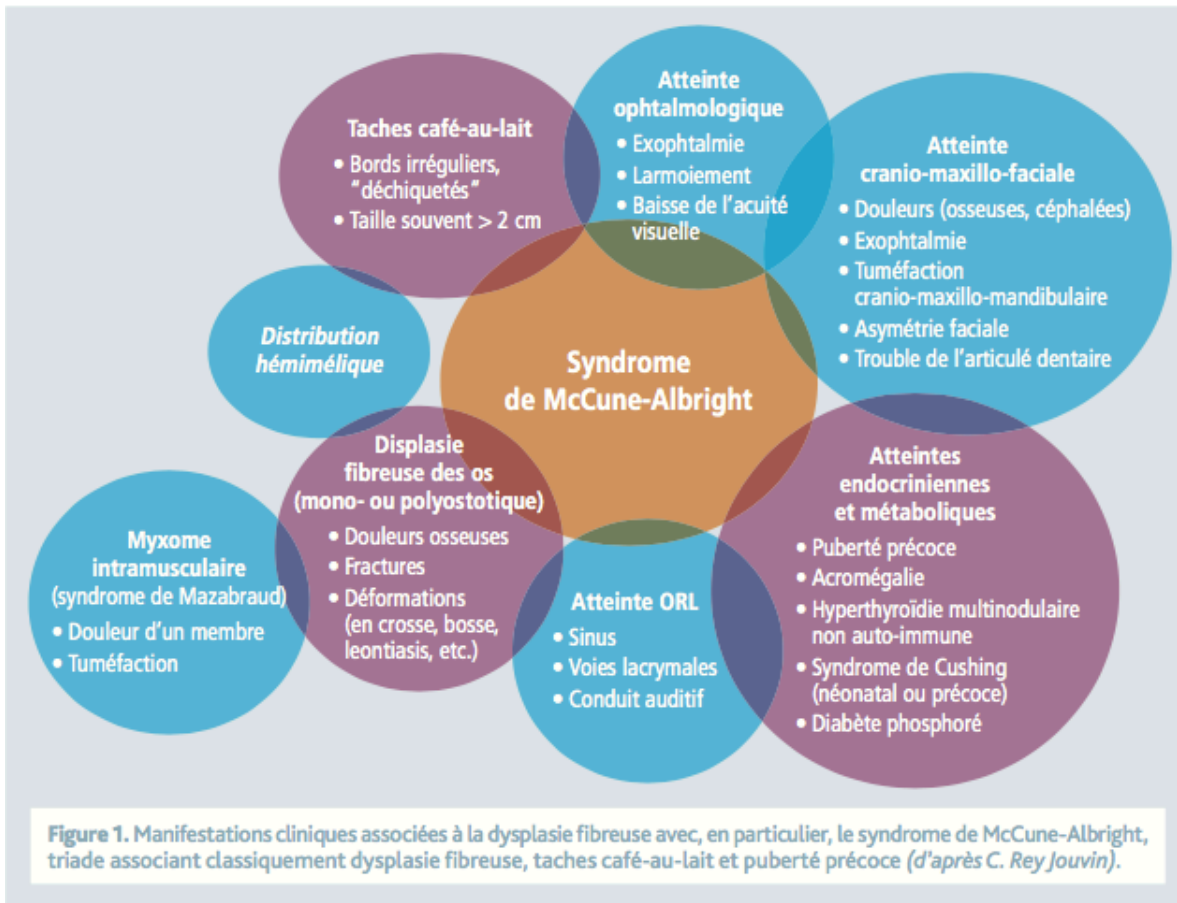 Taches café-au-lait
• Bords irréguliers,
"déchiquetés"
• Taille souvent > 2 cm
Atteinte
ophtalmologique
• Exophtalmie
• Larmoiement
• Baisse de l'acuité
visuelle
Atteinte
cranio-maxillo-faciale
• Douleurs (osseuses, céphalées)
• Exophtalmie
• Tuméfaction
cranio-maxillo-mandibulaire
• Asymétrie faciale
• Trouble de l'articulé dentaire
Distribution
hémimélique
Syndrome
de McCune-Albright
Displasie
fibreuse des os
(mono- ou polyostotique)
• Douleurs osseuses
• Fractures
• Déformations
(en crosse, bosse,
leontiasis, etc.)
Myxome
intramusculaire
(syndrome de Mazabraud)
• Douleur d'un membre
• Tuméfaction
Atteinte ORL
• Sinus
• Voies lacrymales
• Conduit auditif
Atteintes
endocriniennes
et métaboliques
• Puberté précoce
• Acromégalie
• Hyperthyroïdie multinodulaire
non auto-immune
• Syndrome de Cushing
(néonatal ou précoce)
• Diabète phosphoré
Figure 1. Manifestations cliniques associées à la dysplasie fibreuse avec, en particulier, le syndrome de McCune-Albright,
triade associant classiquement dysplasie fibreuse, taches café-au-lait et puberté précoce (d'après C. Rey Jouvin).